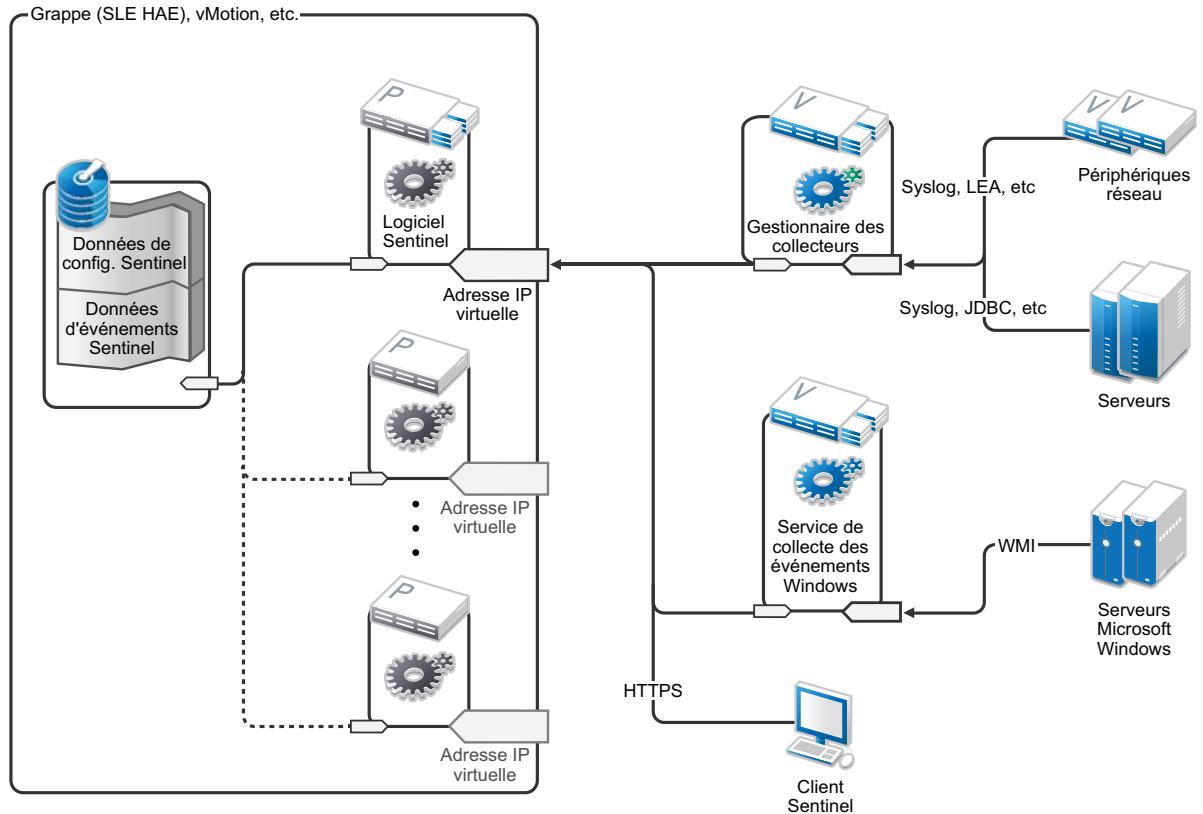 Grappe (SLE HAE), vMotion, etc.
P
Logiciel
Sentinel
Données de
config. Sentinel
Données
d'événements
Sentinel
Adresse IP
virtuelle
P
Adresse IP
virtuelle
P
Adresse IP
virtuelle
V
Gestionnaire des
collecteurs
Syslog, LEA, etc
V
V
Périphériques
réseau
Syslog, JDBC, etc
Serveurs
V
Service de
collecte des
événements
Windows
WMI
Serveurs
Microsoft
Windows
HTTPS
Client
Sentinel